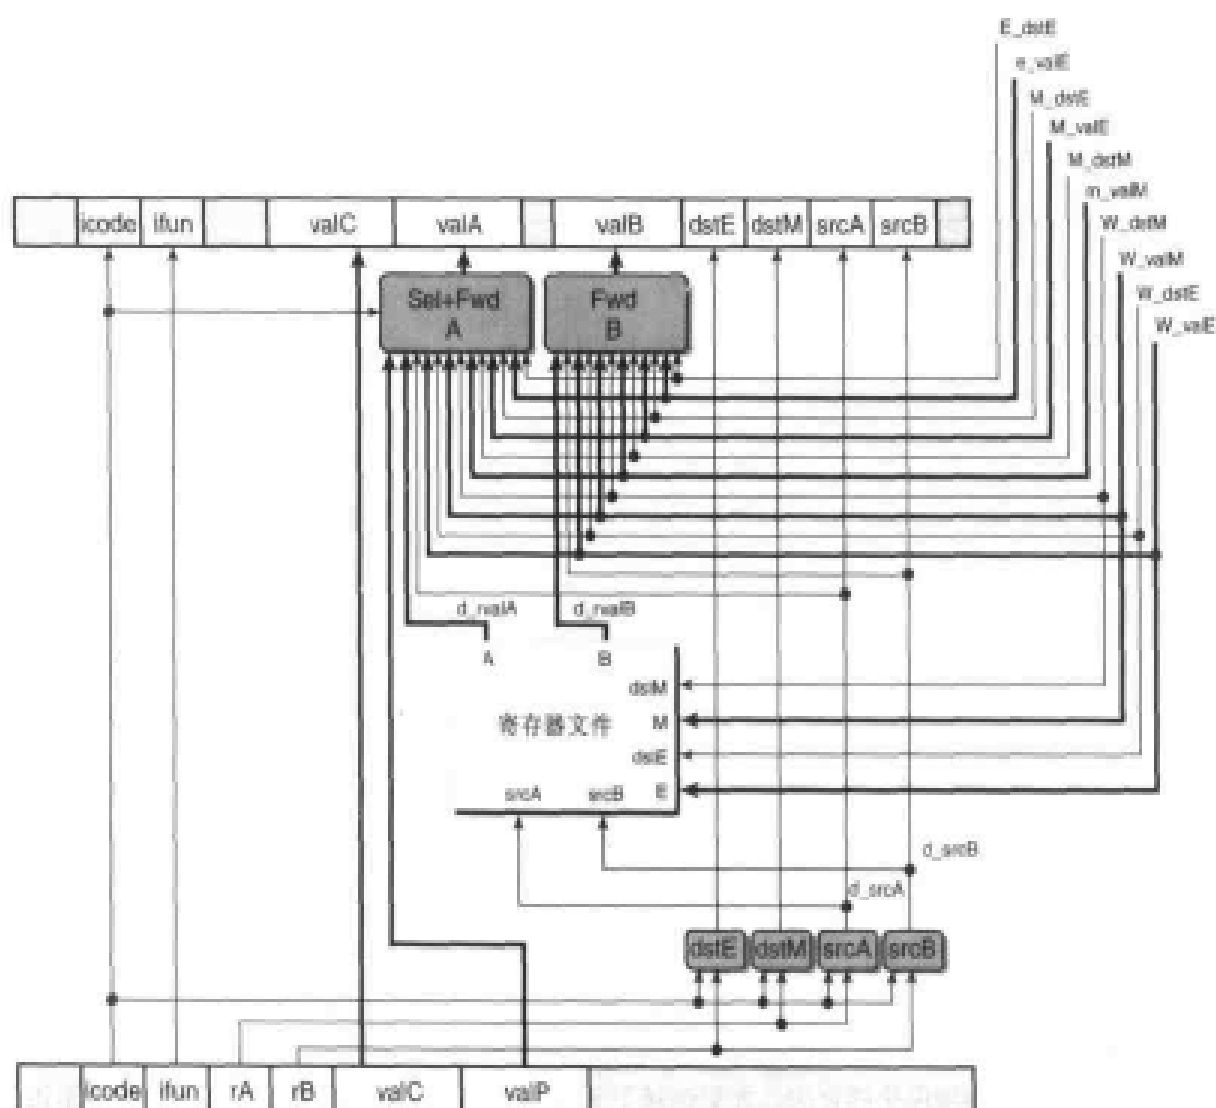 E_dstE
e_valE
M_dstE
M_valE
M_dstM
m_valM
W_dstM
W_valM
W_dstE
W_valE
icode ifun valC valA valB dstE dstM srcA srcB
Sel+Fwd
A
Fwd
B
d_rvalA d_rvalB
A B
dstM
寄存器文件 M
dstE
srcA srcB E
d_srcB
d_srcA
dstE dstM srcA srcB
icode ifun rA rB valC valP